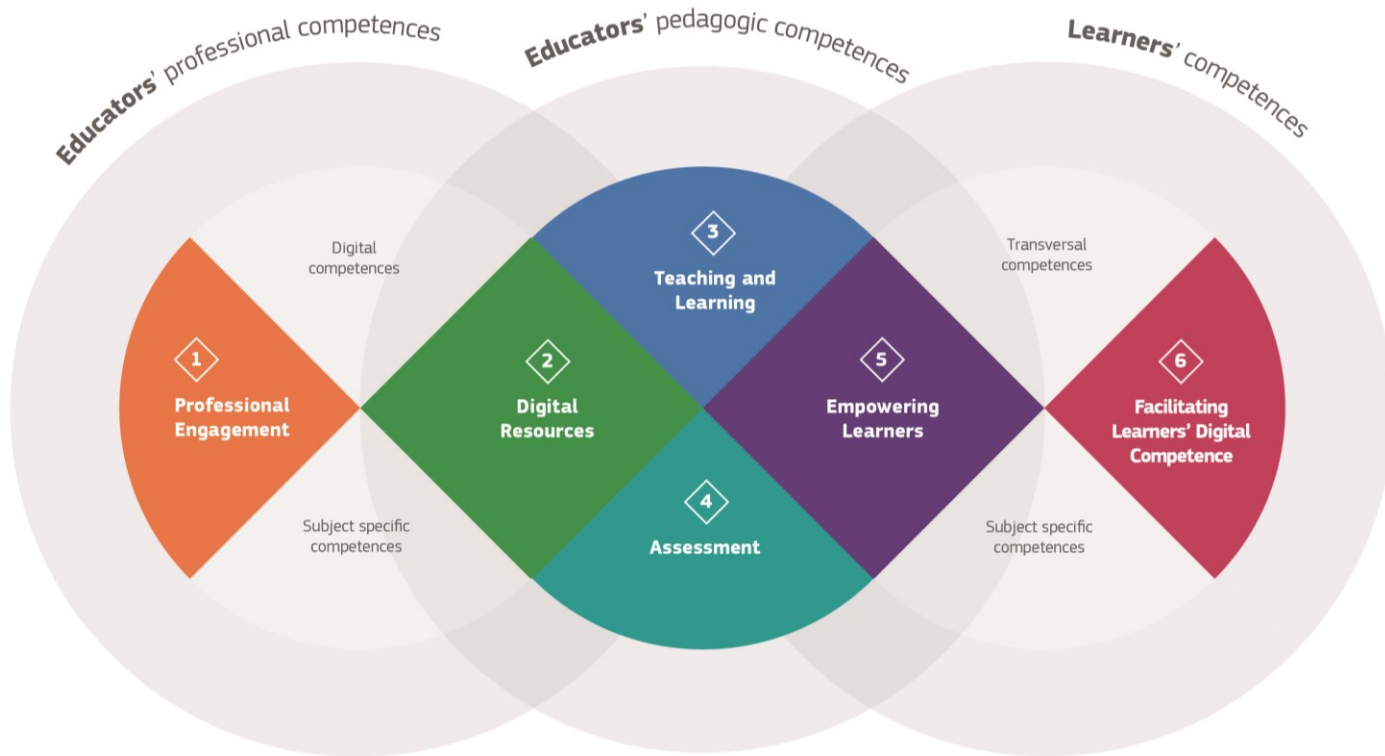 Educators' professional competences
Educators' pedagogic competences
Learners' competences
Digital
competences
Subject specific
competences
1
Professional
Engagement
2
Digital
Resources
3
Teaching and
Learning
4
Assessment
5
Empowering
Learners
Transversal
competences
Subject specific
competences
6
Facilitating
Learners' Digital
Competence